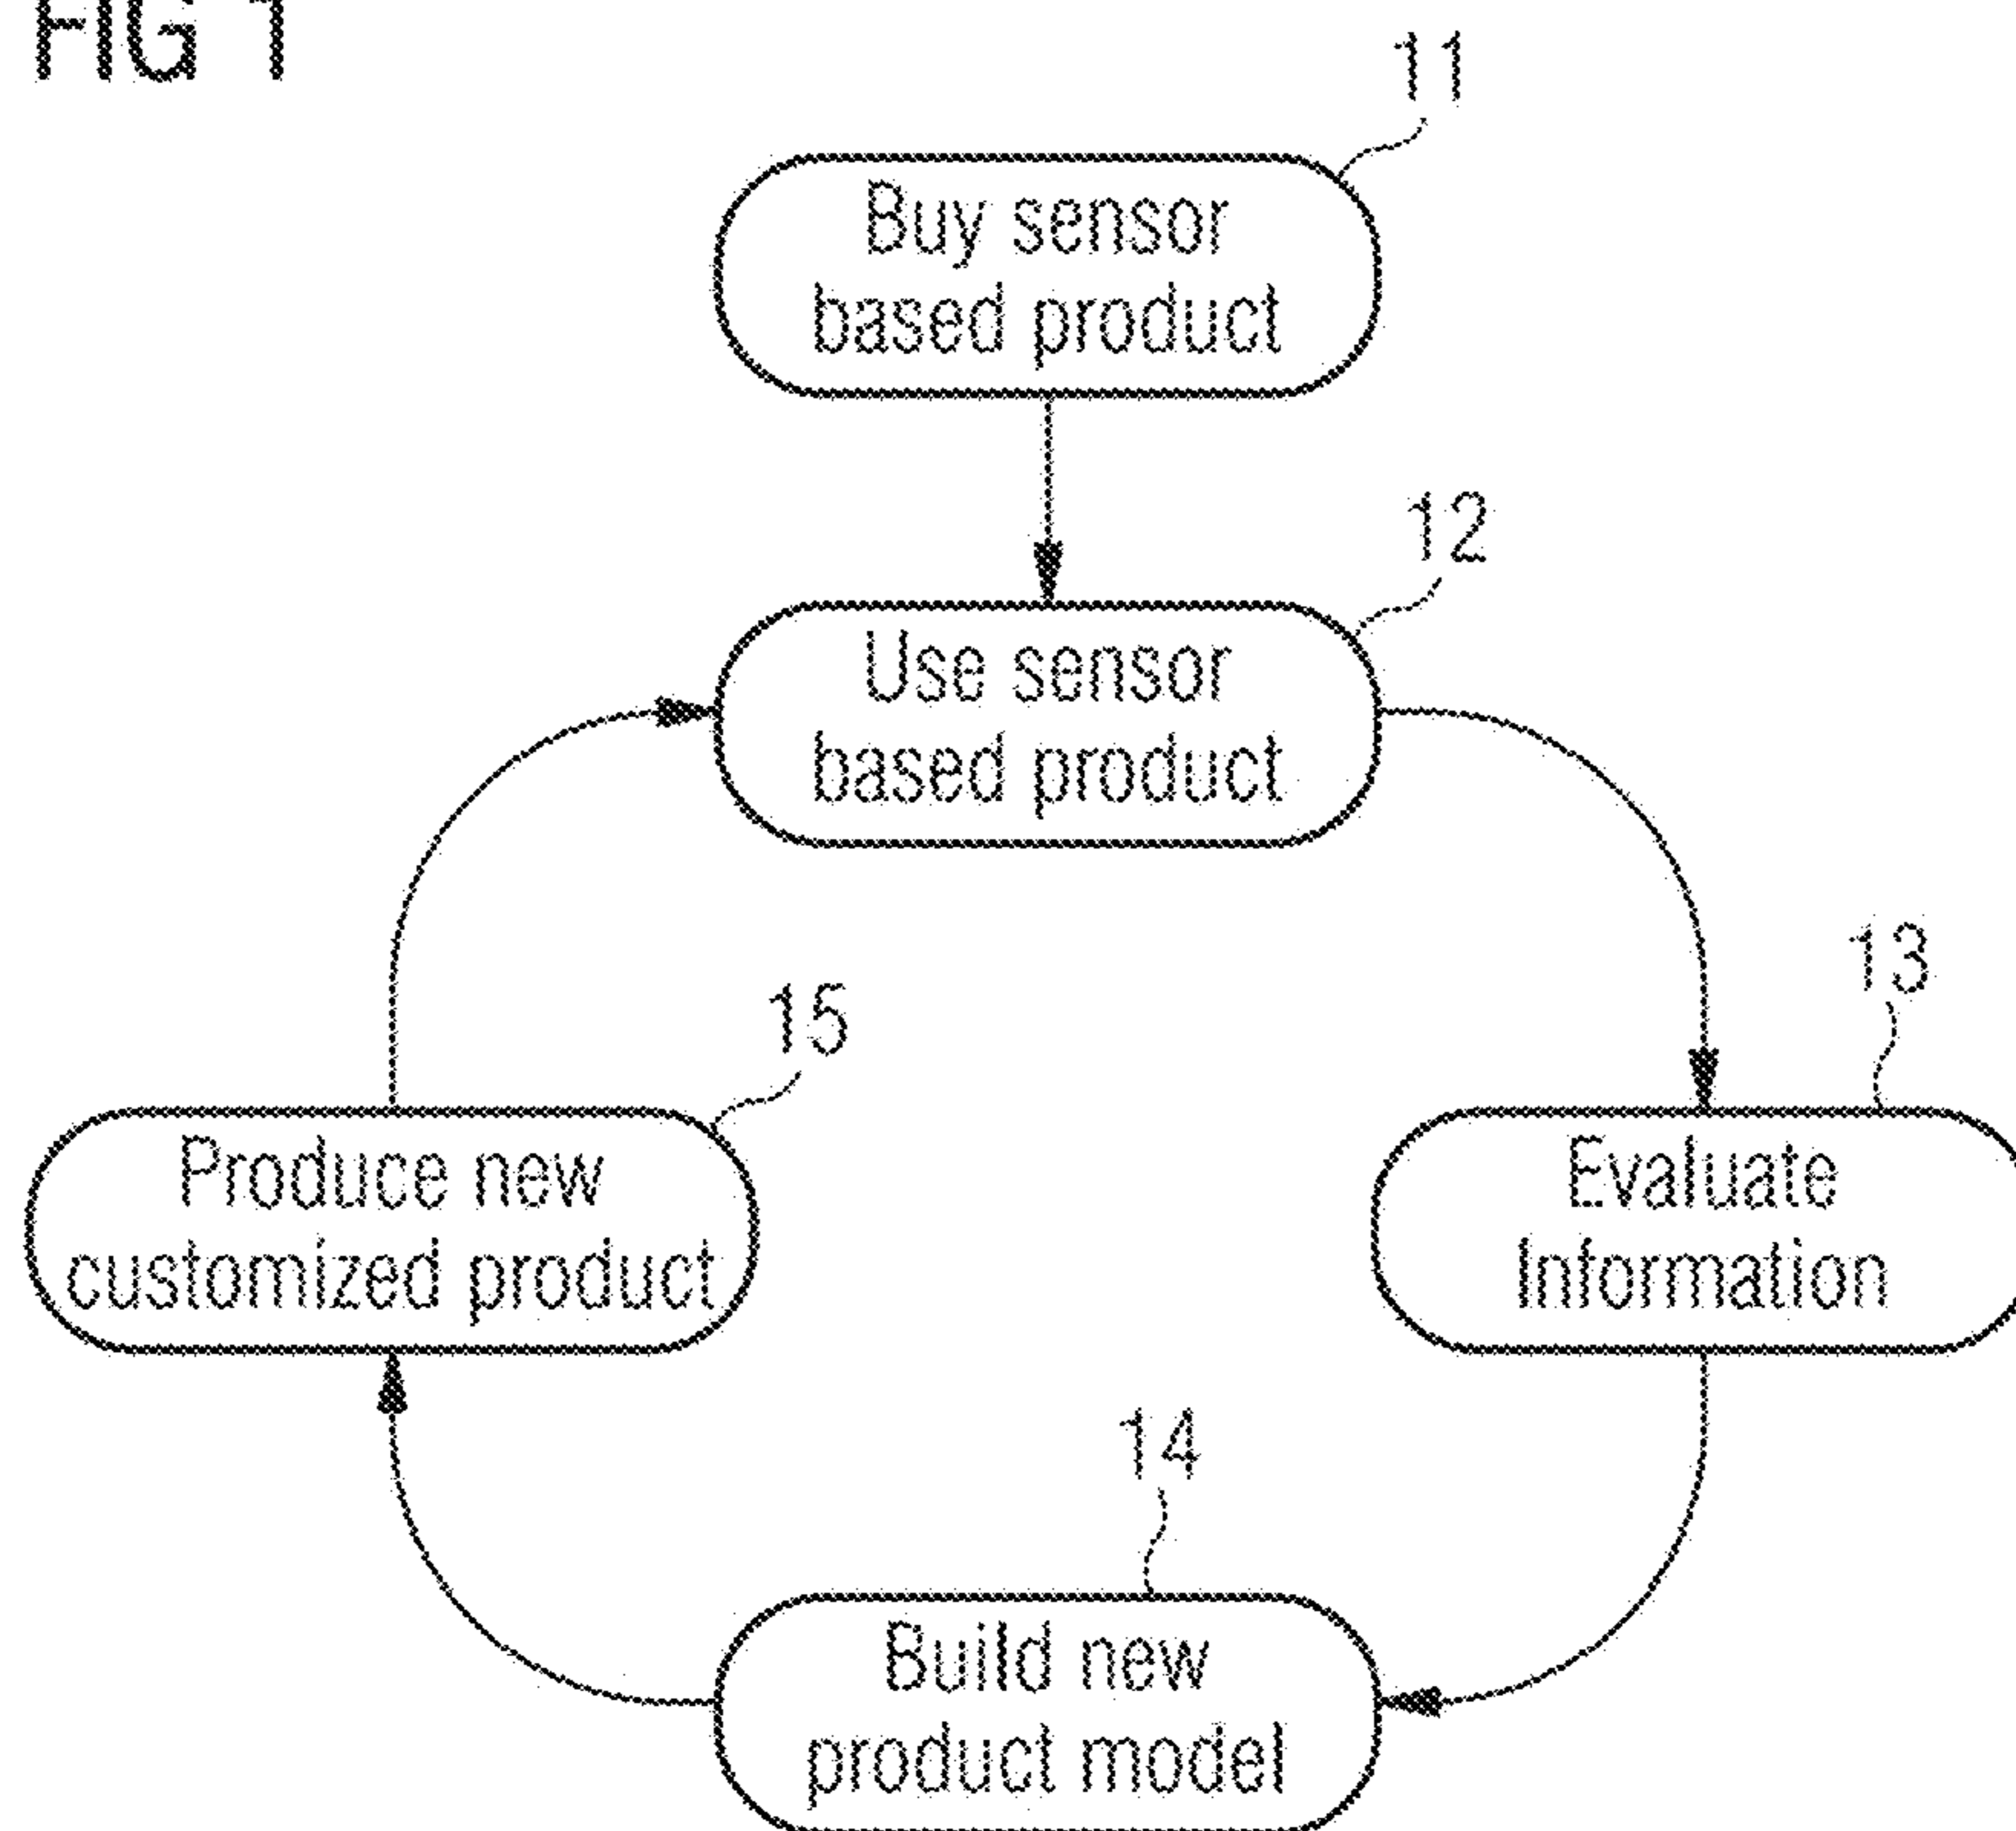 FIG 1
11
Buy sensor
based product
12
Use sensor
based product
13
15
Produce new
customized product
Evaluate
Information
14
Build new
product model